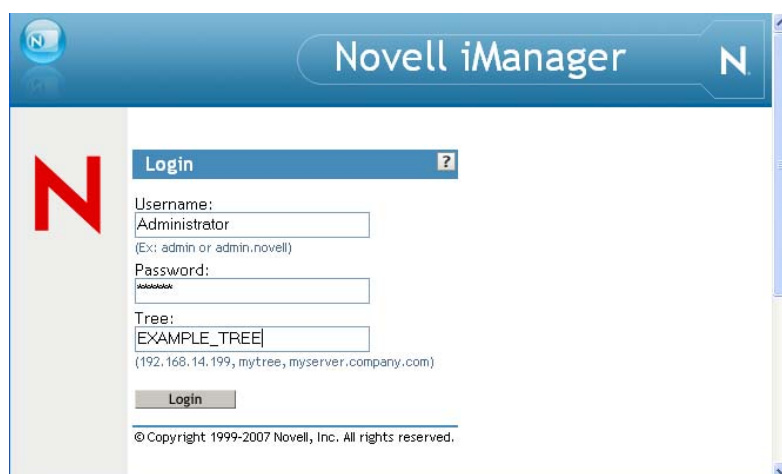 N
Novell iManager
N
N
Login
?
Username:
Administrator
(Ex: admin or admin.novell)
Password:
******
Tree:
EXAMPLE_TREE
(192.168.14.199, mytree, myserver.company.com)
Login
© Copyright 1999-2007 Novell, Inc. All rights reserved.